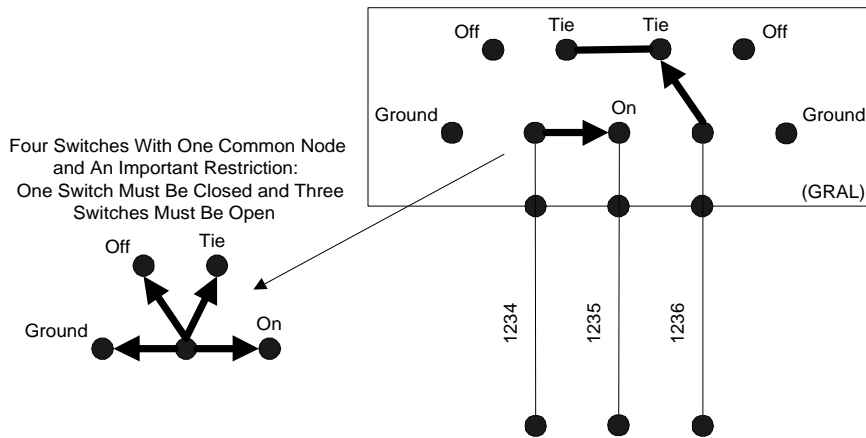 Off
Tie
Tie
Off
Ground
On
Ground
(GRAL)
Four Switches With One Common Node
and An Important Restriction:
One Switch Must Be Closed and Three
Switches Must Be Open
Off
Tie
Ground
On
1234
1235
1236